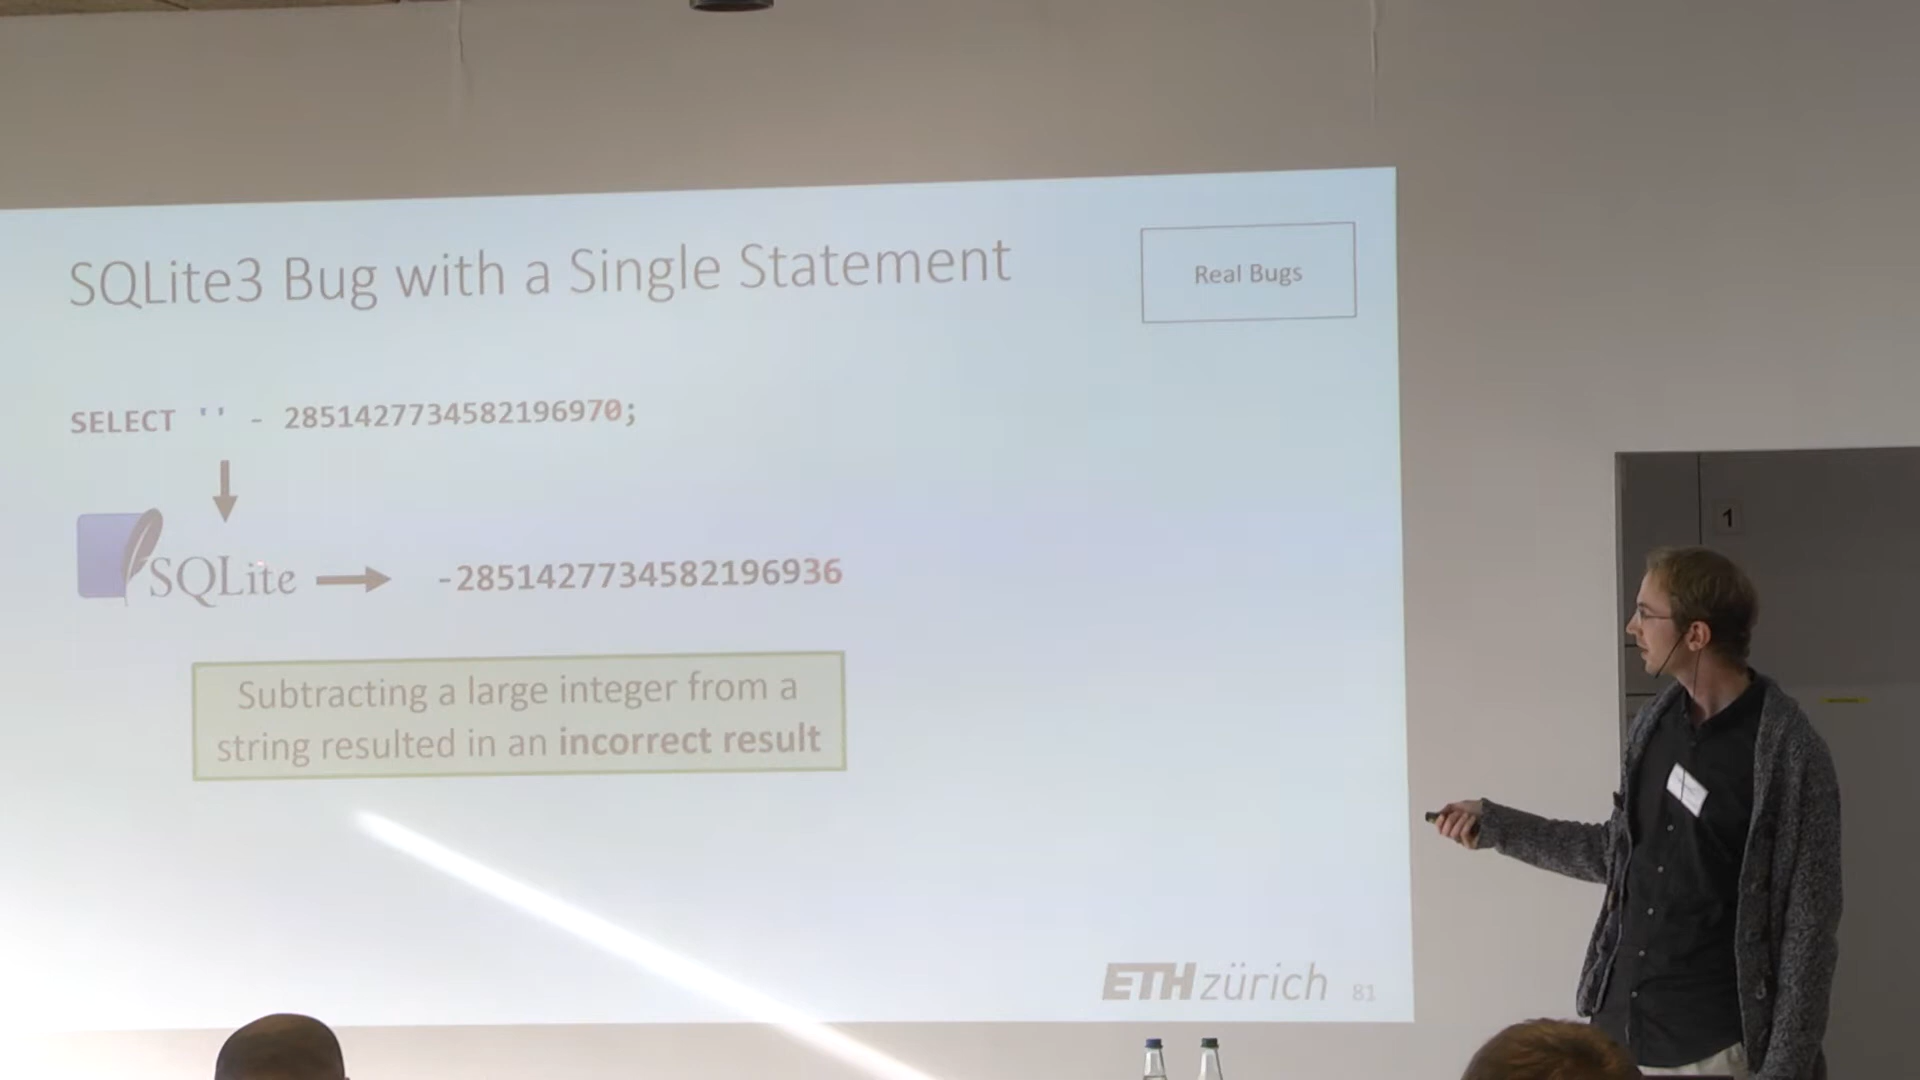 SQLite3 Bug with a Single Statement
Real Bugs
SELECT '' - 2851427734582196970;
SQLite
-2851427734582196936
Subtracting a large integer from a
string resulted in an incorrect result
ETH zürich
81
1